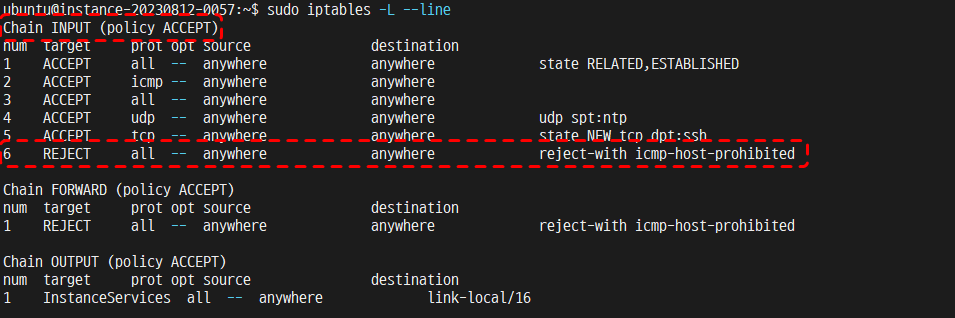 ubuntu@instance-20230812-0057:~$ sudo iptables -L --line
Chain INPUT (policy ACCEPT)
num  target     prot opt source               destination
1    ACCEPT     all  --  anywhere             anywhere             state RELATED,ESTABLISHED
2    ACCEPT     icmp --  anywhere             anywhere
3    ACCEPT     all  --  anywhere             anywhere
4    ACCEPT     udp  --  anywhere             anywhere             udp spt:ntp
5    ACCEPT     tcp  --  anywhere             anywhere             state NEW tcp dpt:ssh
6    REJECT     all  --  anywhere             anywhere             reject-with icmp-host-prohibited
Chain FORWARD (policy ACCEPT)
num  target     prot opt source               destination
1    REJECT     all  --  anywhere             anywhere             reject-with icmp-host-prohibited
Chain OUTPUT (policy ACCEPT)
num  target     prot opt source               destination
1    InstanceServices  all  --  anywhere             link-local/16